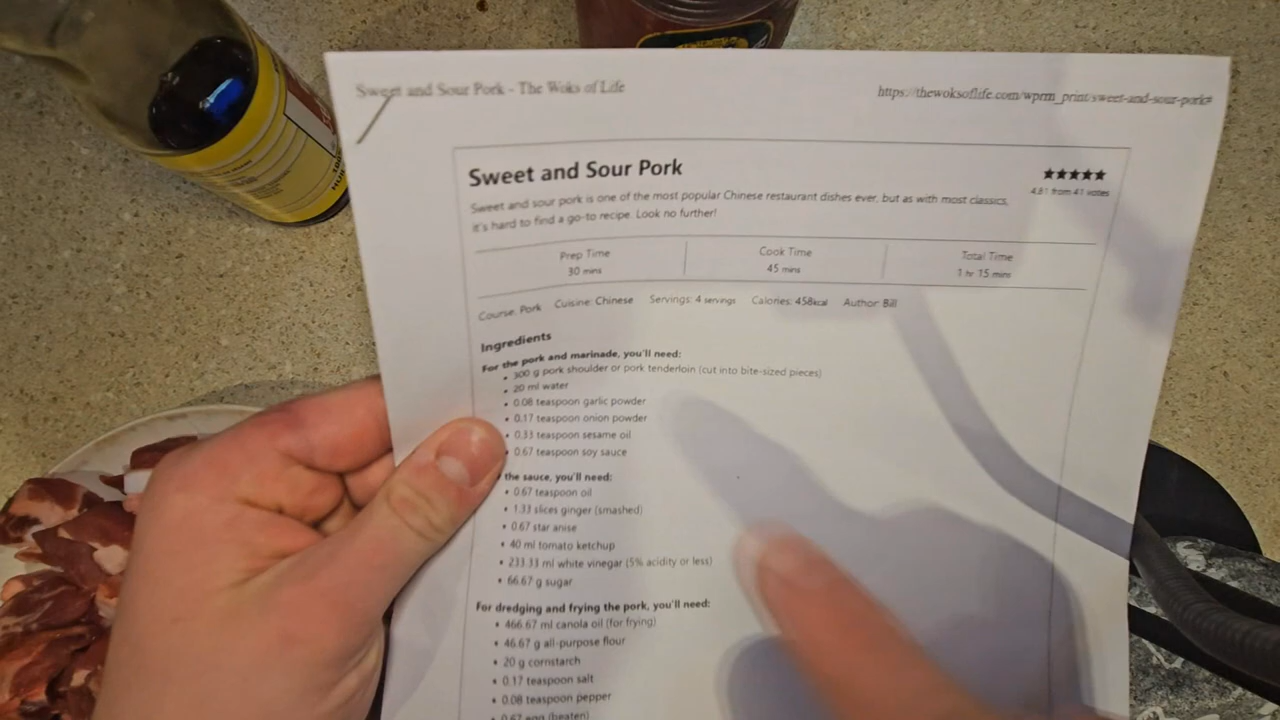 Sweet and Sour Pork - The Woks of Life
https://thewoksoflife.com/wprm_print/sweet-and-sour-pork#
Sweet and Sour Pork
★★★★★
4.81 from 41 votes
Sweet and sour pork is one of the most popular Chinese restaurant dishes ever, but as with most classics,
it's hard to find a go-to recipe. Look no further!
Prep Time Cook Time Total Time
30 mins 45 mins 1 hr 15 mins
Course: Pork Cuisine: Chinese Servings: 4 servings Calories: 458kcal Author: Bill
Ingredients
For the pork and marinade, you'll need:
• 300 g pork shoulder or pork tenderloin (cut into bite-sized pieces)
• 20 ml water
• 0.08 teaspoon garlic powder
• 0.17 teaspoon onion powder
• 0.33 teaspoon sesame oil
• 0.67 teaspoon soy sauce
the sauce, you'll need:
• 0.67 teaspoon oil
• 1.33 slices ginger (smashed)
• 0.67 star anise
• 40 ml tomato ketchup
• 233.33 ml white vinegar (5% acidity or less)
• 66.67 g sugar
For dredging and frying the pork, you'll need:
• 466.67 ml canola oil (for frying)
• 46.67 g all-purpose flour
• 20 g cornstarch
• 0.17 teaspoon salt
• 0.08 teaspoon pepper
• 0.67 egg (beaten)